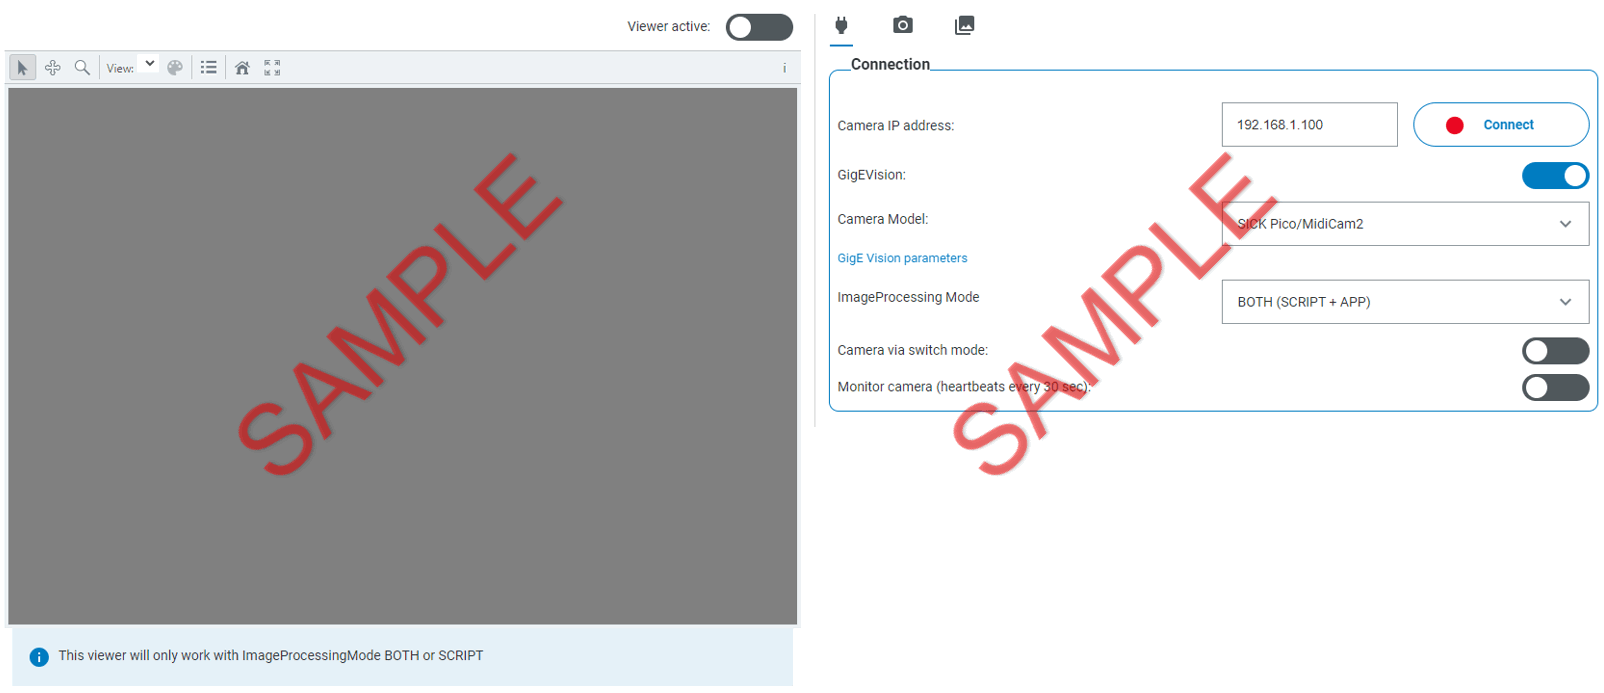 Viewer active:
View:
i
SAMPLE
This viewer will only work with ImageProcessingMode BOTH or SCRIPT
Connection
Camera IP address:
192.168.1.100
Connect
GigEVision:
Camera Model:
SICK Pico/MidiCam2
GigE Vision parameters
ImageProcessing Mode
BOTH (SCRIPT + APP)
Camera via switch mode:
Monitor camera (heartbeats every 30 sec):
SAMPLE